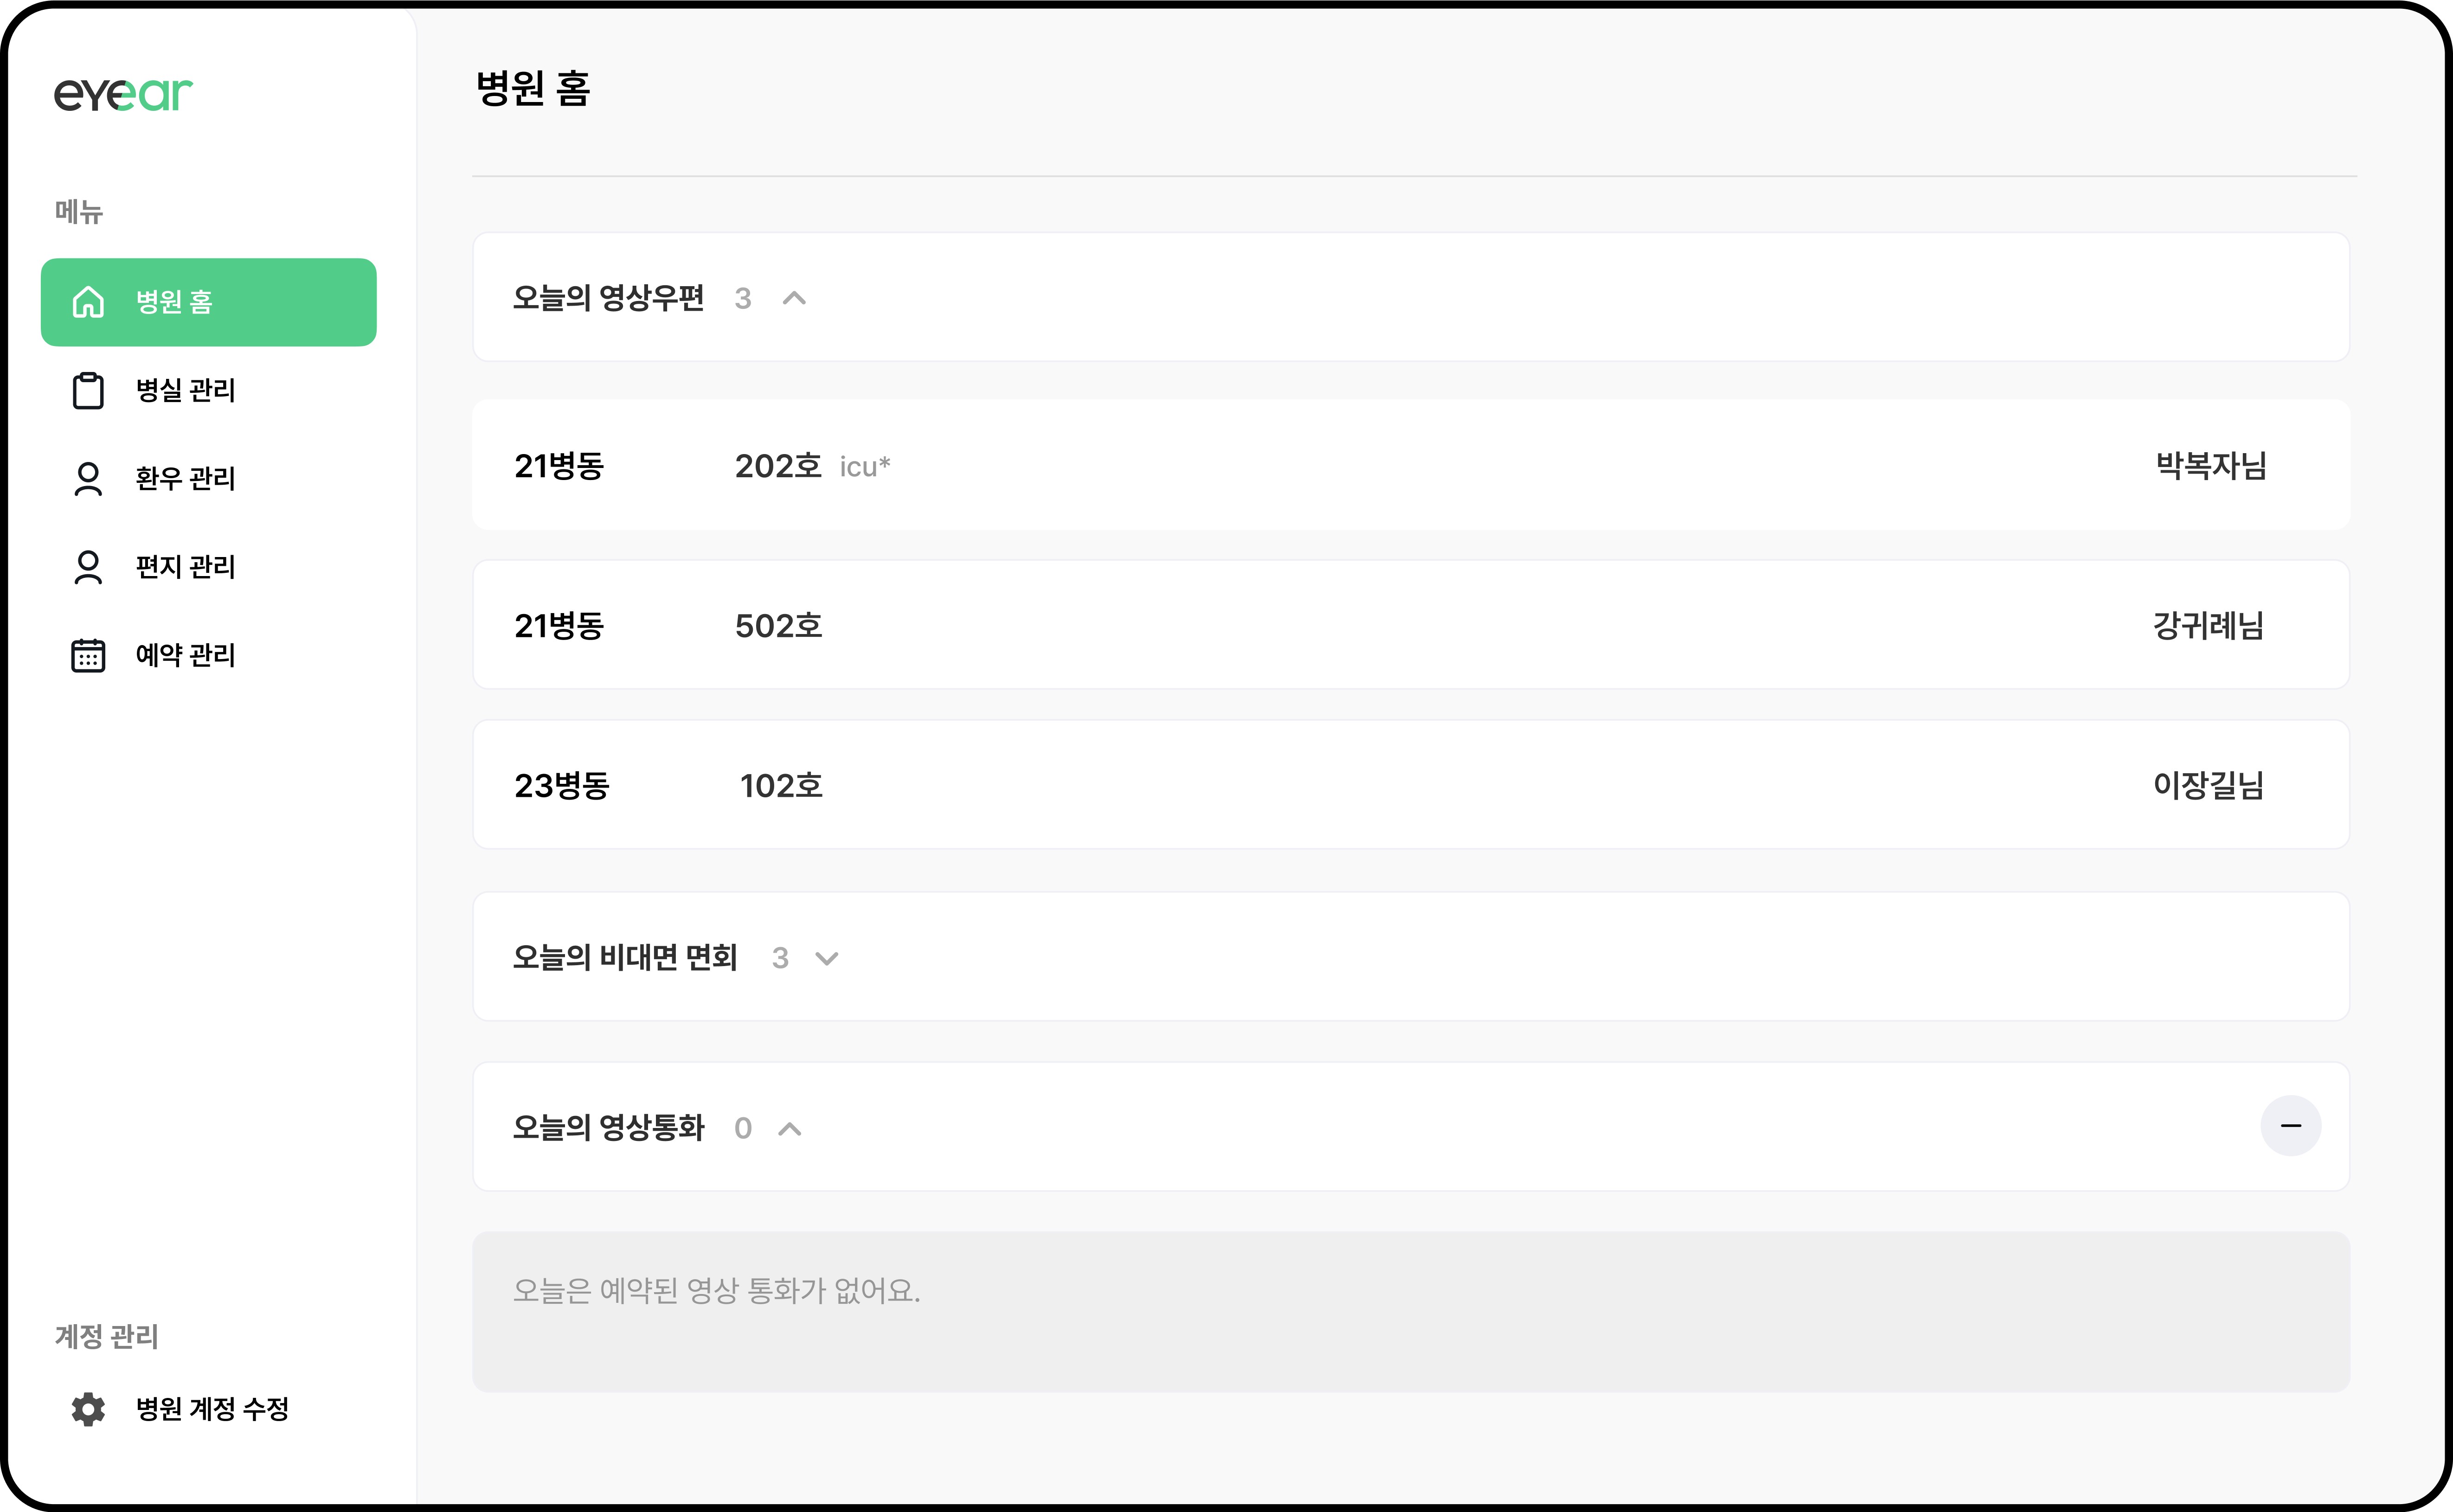 eyeear
메뉴
병원 홈
병실 관리
환우 관리
편지 관리
예약 관리
계정 관리
병원 계정 수정
병원 홈
오늘의 영상우편 3
21병동 202호 icu* 박복자님
21병동 502호 강귀례님
23병동 102호 이장길님
오늘의 비대면 면회 3
오늘의 영상통화 0
오늘은 예약된 영상 통화가 없어요.